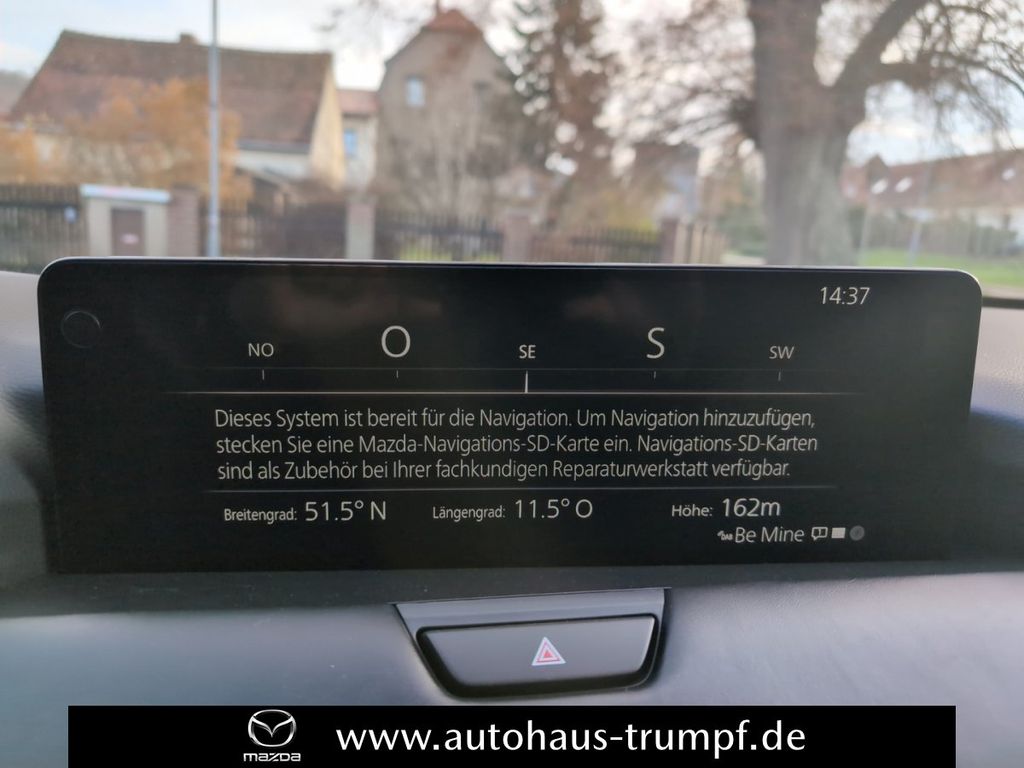 14:37
NO O SE S SW
Dieses System ist bereit für die Navigation. Um Navigation hinzuzufügen,
stecken Sie eine Mazda-Navigations-SD-Karte ein. Navigations-SD-Karten
sind als Zubehör bei Ihrer fachkundigen Reparaturwerkstatt verfügbar.
Breitengrad: 51.5° N Längengrad: 11.5° O Höhe: 162m
DAB Be Mine
mazda
www.autohaus-trumpf.de